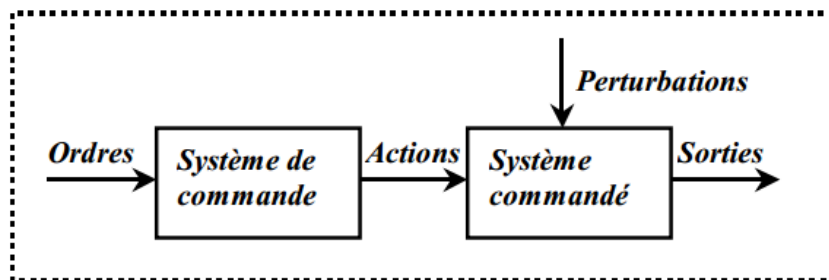 Perturbations
Ordres
Système de
commande
Actions
Système
commandé
Sorties